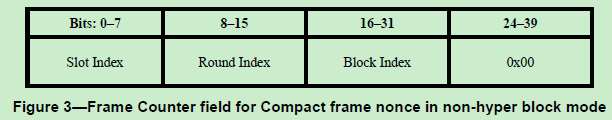 Bits: 0–7 8–15 16–31 24–39
Slot Index Round Index Block Index 0x00
Figure 3—Frame Counter field for Compact frame nonce in non-hyper block mode